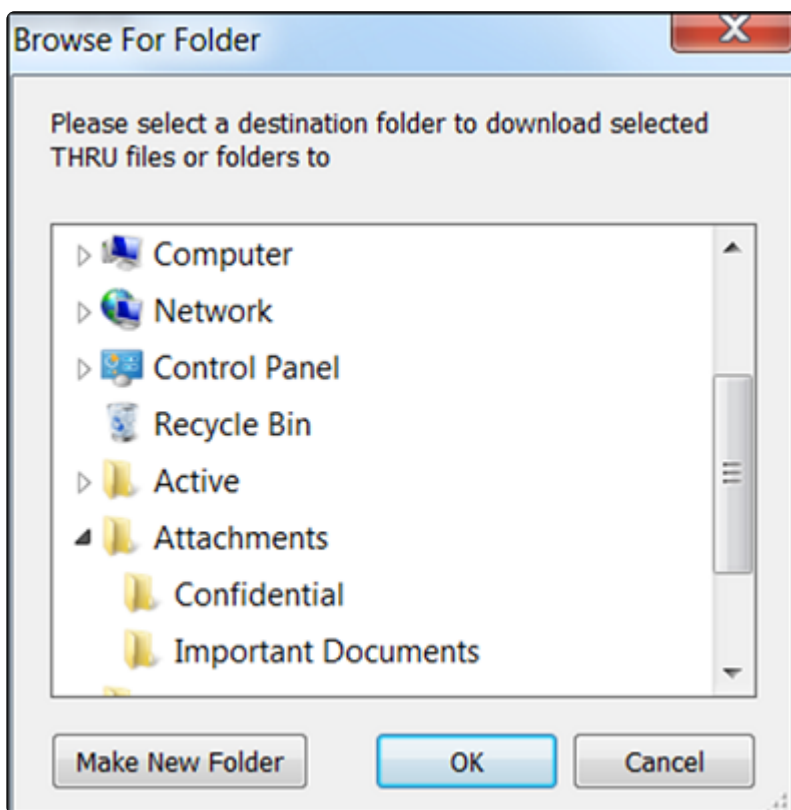 Browse For Folder
Please select a destination folder to download selected
THRU files or folders to
Computer
Network
Control Panel
Recycle Bin
Active
Attachments
Confidential
Important Documents
Make New Folder
OK
Cancel